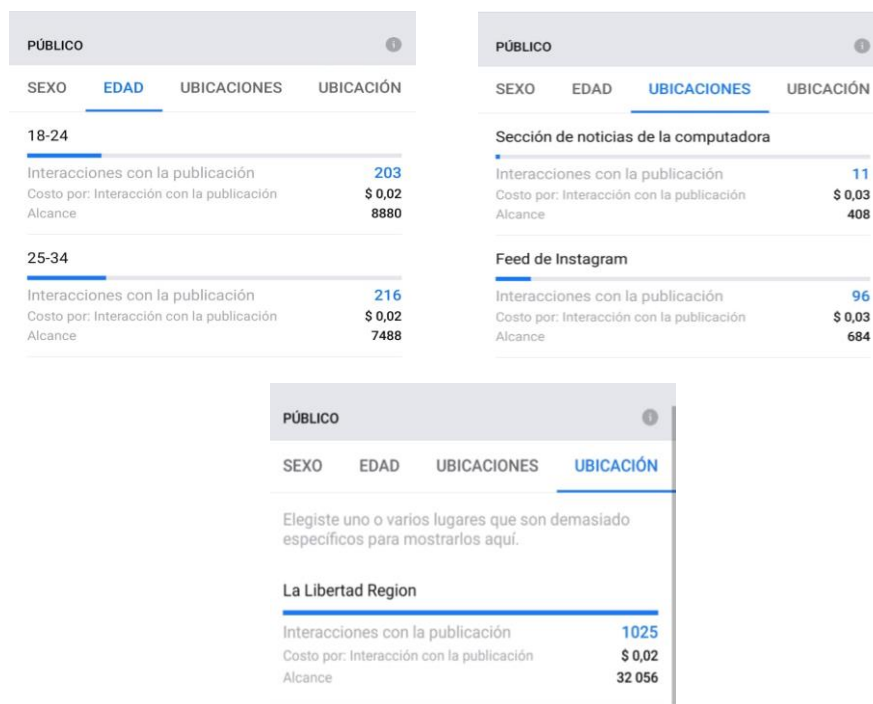 PÚBLICO
SEXO EDAD UBICACIONES UBICACIÓN
18-24
Interacciones con la publicación 203
Costo por: Interacción con la publicación $ 0,02
Alcance 8880
25-34
Interacciones con la publicación 216
Costo por: Interacción con la publicación $ 0,02
Alcance 7488
PÚBLICO
SEXO EDAD UBICACIONES UBICACIÓN
Sección de noticias de la computadora
Interacciones con la publicación 11
Costo por: Interacción con la publicación $ 0,03
Alcance 408
Feed de Instagram
Interacciones con la publicación 96
Costo por: Interacción con la publicación $ 0,03
Alcance 684
PÚBLICO
SEXO EDAD UBICACIONES UBICACIÓN
Elegiste uno o varios lugares que son demasiado
específicos para mostrarlos aquí.
La Libertad Region
Interacciones con la publicación 1025
Costo por: Interacción con la publicación $ 0,02
Alcance 32 056